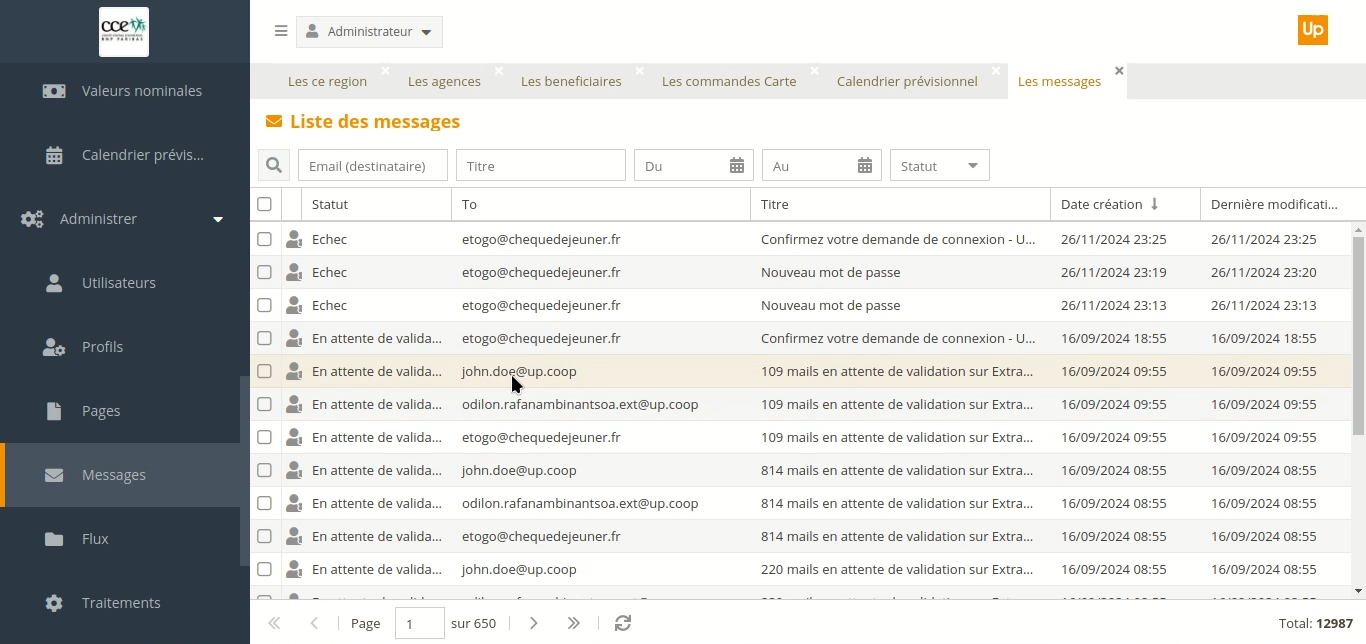 cce
BNP PARIBAS
Valeurs nominales
Calendrier prévis...
Administrer
Utilisateurs
Profils
Pages
Messages
Flux
Traitements
Administrateur
Up
Les ce region
Les agences
Les beneficiaires
Les commandes Carte
Calendrier prévisionnel
Les messages
Liste des messages
Email (destinataire) Titre Du Au Statut
Statut To Titre Date création Dernière modificati...
Echec etogo@chequedejeuner.fr Confirmez votre demande de connexion - U... 26/11/2024 23:25 26/11/2024 23:25
Echec etogo@chequedejeuner.fr Nouveau mot de passe 26/11/2024 23:19 26/11/2024 23:20
Echec etogo@chequedejeuner.fr Nouveau mot de passe 26/11/2024 23:13 26/11/2024 23:13
En attente de valida... etogo@chequedejeuner.fr Confirmez votre demande de connexion - U... 16/09/2024 18:55 16/09/2024 18:55
En attente de valida... john.doe@up.coop 109 mails en attente de validation sur Extra... 16/09/2024 09:55 16/09/2024 09:55
En attente de valida... odilon.rafanambinantsoa.ext@up.coop 109 mails en attente de validation sur Extra... 16/09/2024 09:55 16/09/2024 09:55
En attente de valida... etogo@chequedejeuner.fr 109 mails en attente de validation sur Extra... 16/09/2024 09:55 16/09/2024 09:55
En attente de valida... john.doe@up.coop 814 mails en attente de validation sur Extra... 16/09/2024 08:55 16/09/2024 08:55
En attente de valida... odilon.rafanambinantsoa.ext@up.coop 814 mails en attente de validation sur Extra... 16/09/2024 08:55 16/09/2024 08:55
En attente de valida... etogo@chequedejeuner.fr 814 mails en attente de validation sur Extra... 16/09/2024 08:55 16/09/2024 08:55
En attente de valida... john.doe@up.coop 220 mails en attente de validation sur Extra... 16/09/2024 08:55 16/09/2024 08:55
Page 1 sur 650
Total: 12987